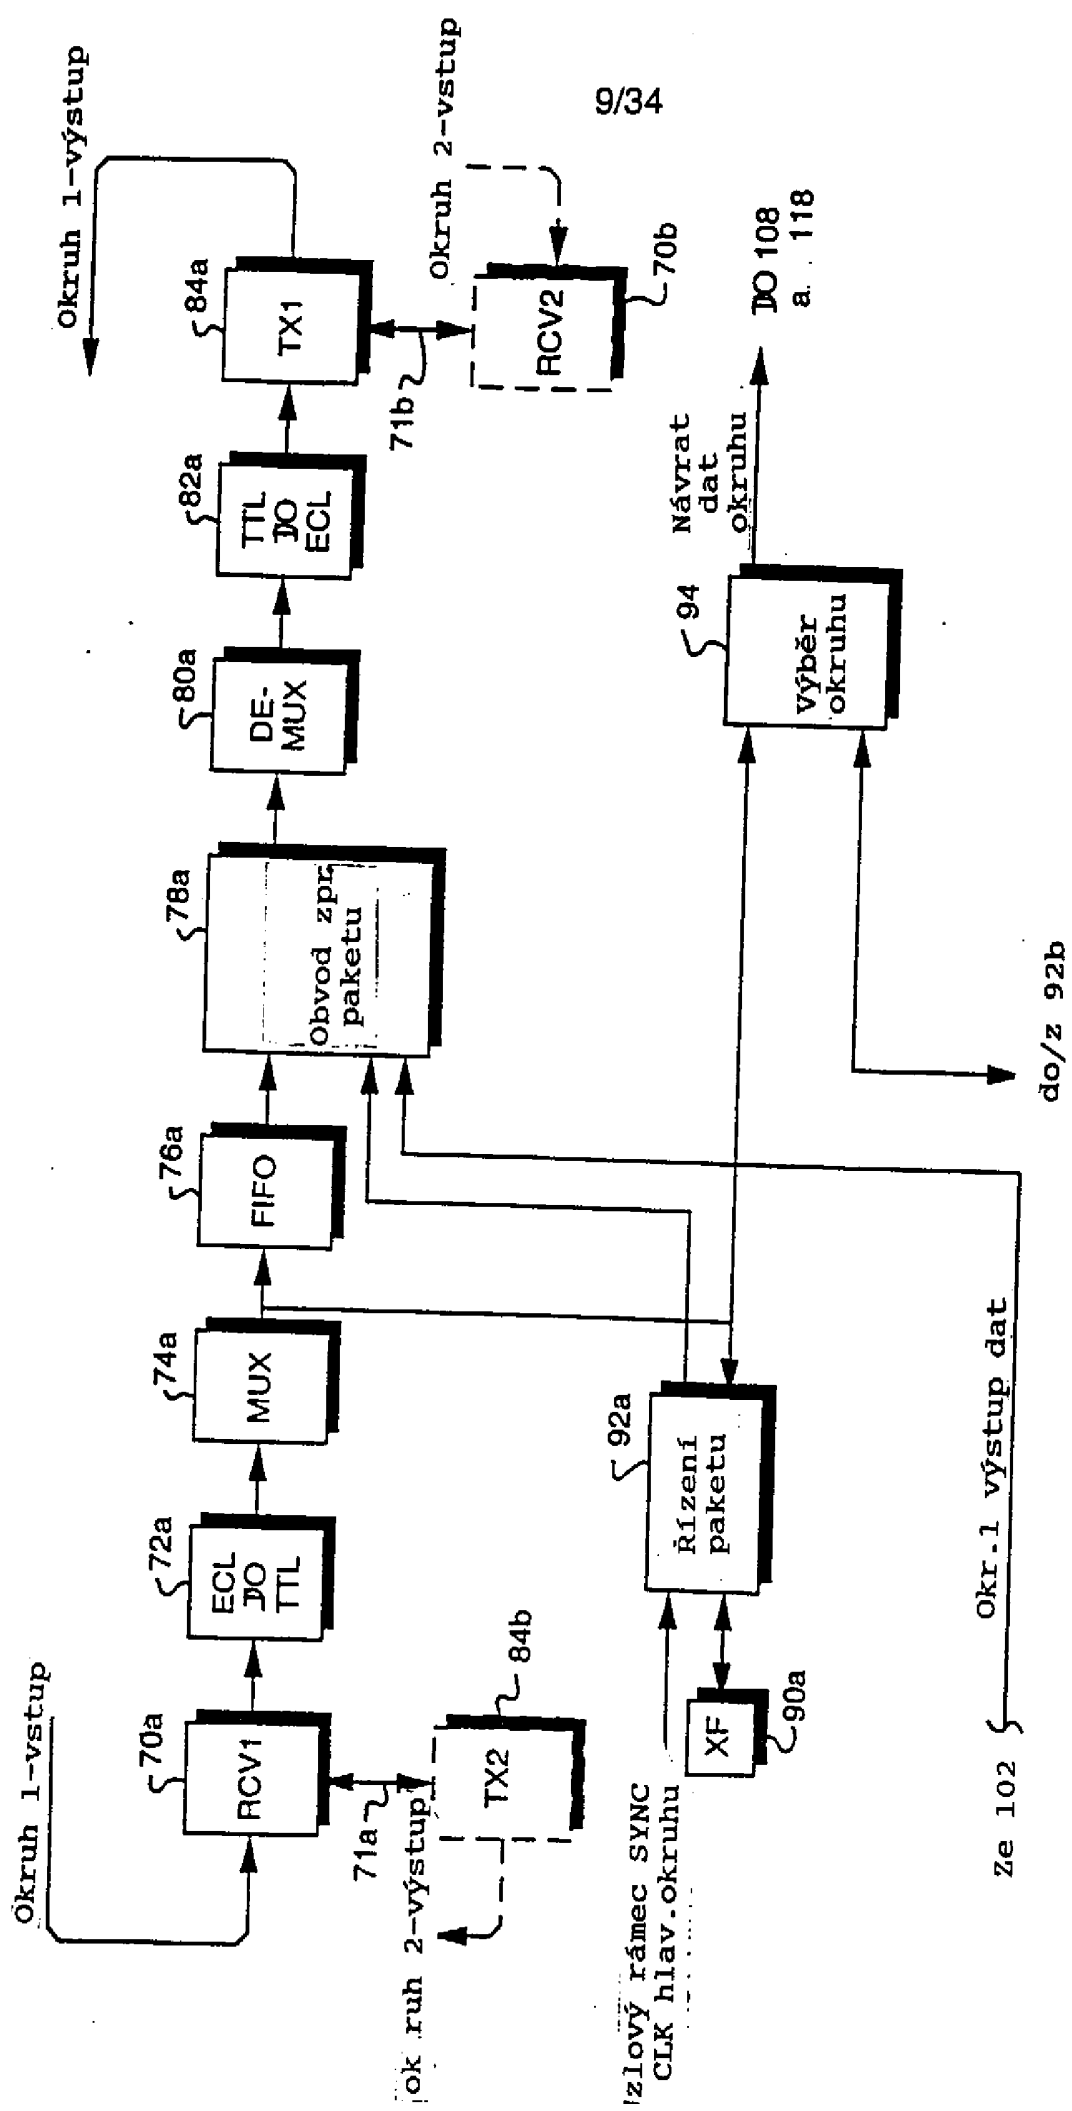 9/34
Okruh 1-vstup
70a
RCV1
72a
ECL
DO
TTL
74a
MUX
76a
FIFO
78a
Obvod zpr.
paketu
80a
DE-
MUX
82a
TTL
DO
ECL
84a
TX1
Okruh 1-výstup
71a
TX2
84b
ruh 2-výstup
71b
RCV2
70b
Okruh 2-vstup
rámec SYNC
CLK hlav.okruhu
XF
90a
92a
Řízení
paketu
94
Výběr
okruhu
Návrat
dat
okruhu
DO 108
a 118
do/z 92b
Ze 102
Okr.1 výstup dat